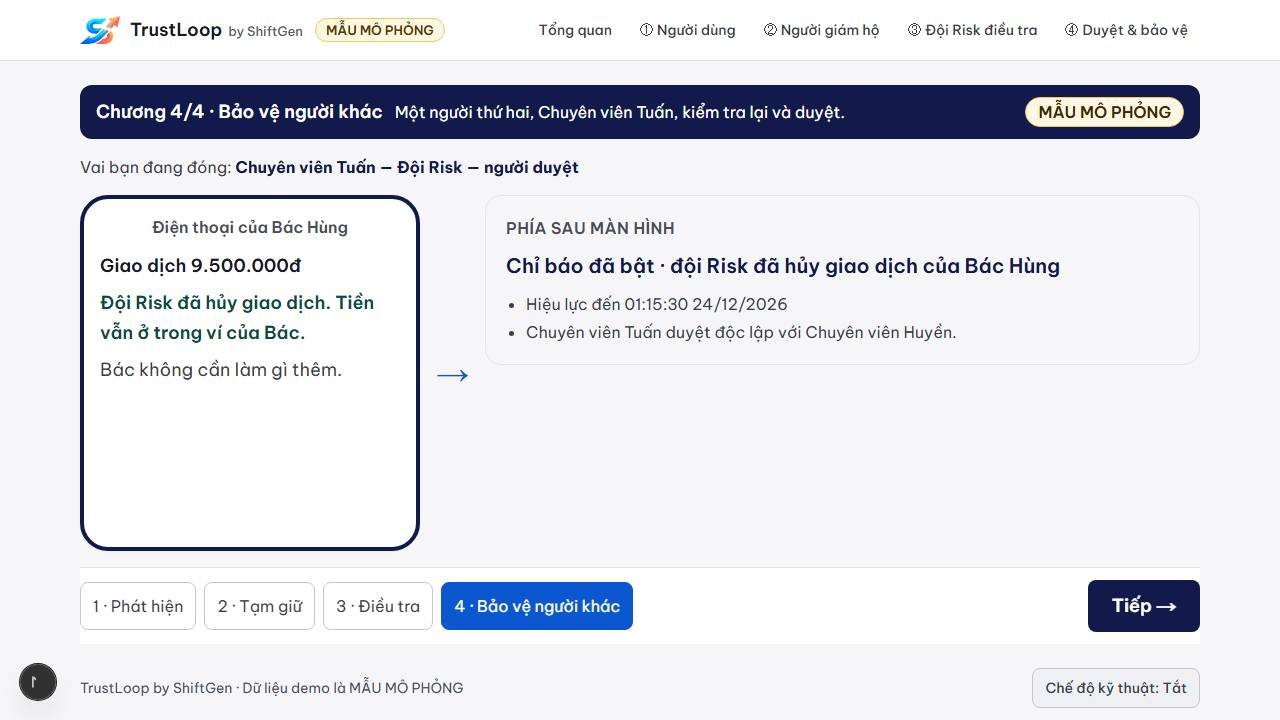 TrustLoop by ShiftGen MẪU MÔ PHỎNG
Tổng quan ① Người dùng ② Người giám hộ ③ Đội Risk điều tra ④ Duyệt & bảo vệ
Chương 4/4 · Bảo vệ người khác Một người thứ hai, Chuyên viên Tuấn, kiểm tra lại và duyệt. MẪU MÔ PHỎNG
Vai bạn đang đóng: Chuyên viên Tuấn — Đội Risk — người duyệt
Điện thoại của Bác Hùng
Giao dịch 9.500.000đ
Đội Risk đã hủy giao dịch. Tiền
vẫn ở trong ví của Bác.
Bác không cần làm gì thêm.
→
PHÍA SAU MÀN HÌNH
Chỉ báo đã bật · đội Risk đã hủy giao dịch của Bác Hùng
• Hiệu lực đến 01:15:30 24/12/2026
• Chuyên viên Tuấn duyệt độc lập với Chuyên viên Huyền.
1 · Phát hiện 2 · Tạm giữ 3 · Điều tra 4 · Bảo vệ người khác Tiếp →
TrustLoop by ShiftGen · Dữ liệu demo là MẪU MÔ PHỎNG
Chế độ kỹ thuật: Tắt